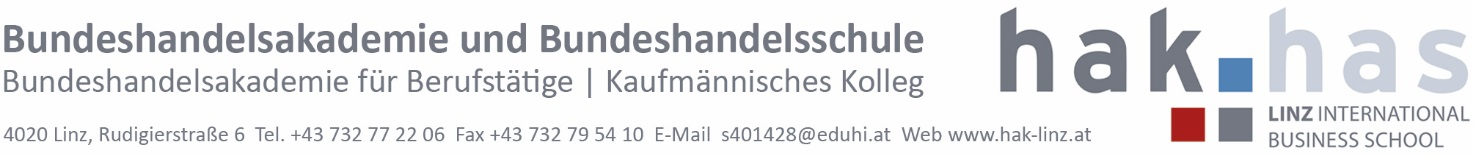 Bundeshandelsakademie und Bundeshandelsschule
Bundeshandelsakademie für Berufstätige | Kaufmännisches Kolleg
4020 Linz, Rudigierstraße 6 Tel. +43 732 77 22 06 Fax +43 732 79 54 10 E-Mail s401428@eduhi.at Web www.hak-linz.at
hak.has
LINZ INTERNATIONAL
BUSINESS SCHOOL